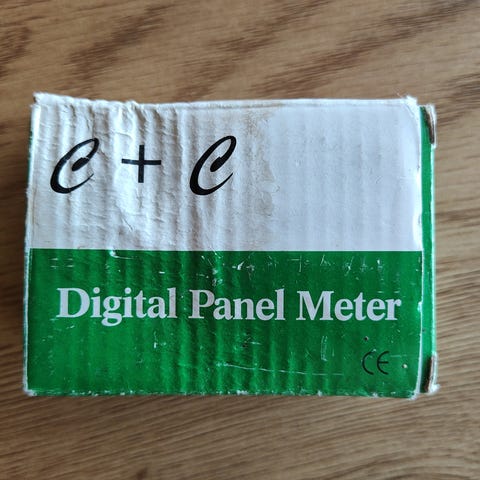 C + C
Digital Panel Meter
CE